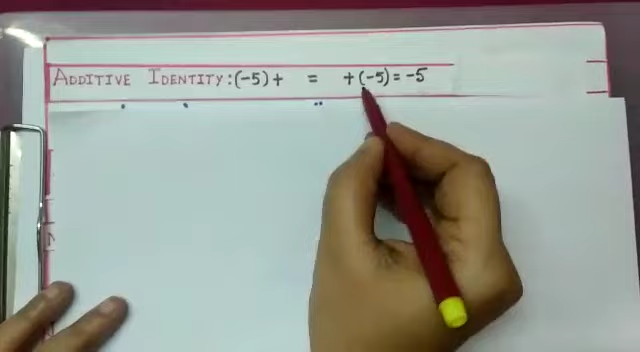 ADDITIVE IDENTITY:(-5)+ = +(-5)=-5